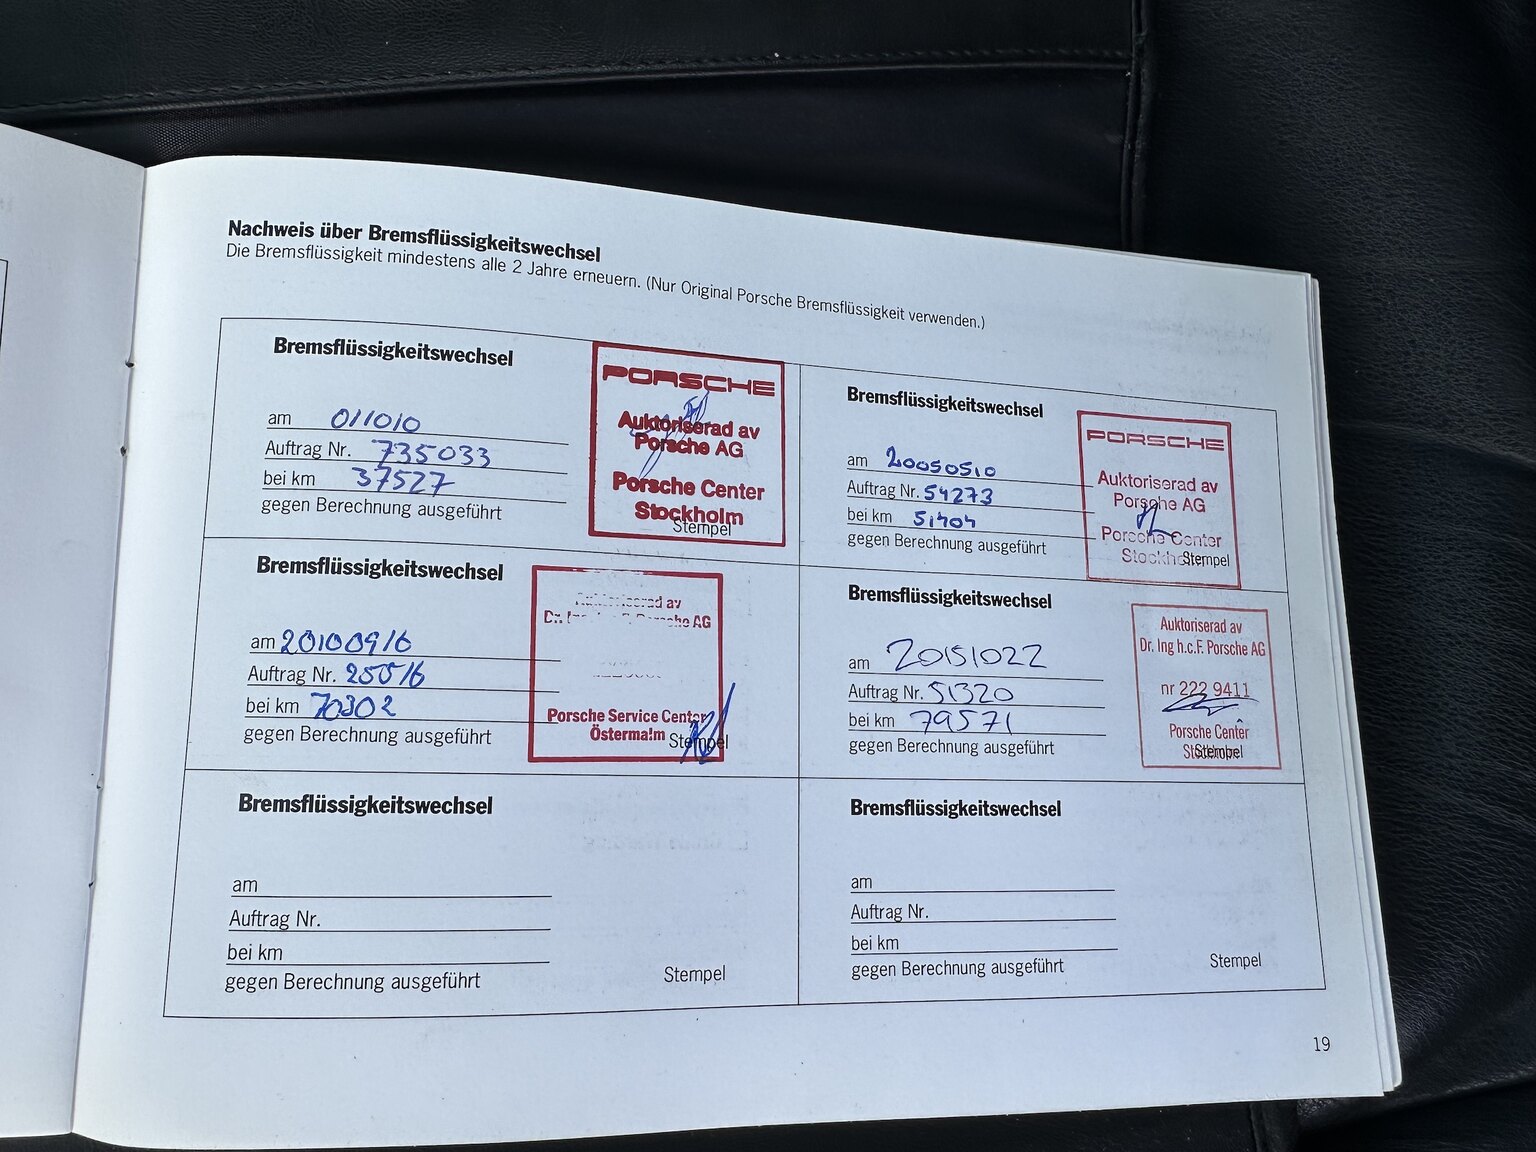 Nachweis über Bremsflüssigkeitswechsel
Die Bremsflüssigkeit mindestens alle 2 Jahre erneuern. (Nur Original Porsche Bremsflüssigkeit verwenden.)
Bremsflüssigkeitswechsel
am 011010
Auftrag Nr. 735033
bei km 37527
gegen Berechnung ausgeführt
PORSCHE
Auktoriserad av
Porsche AG
Porsche Center
Stockholm
Stempel
Bremsflüssigkeitswechsel
am 20050510
Auftrag Nr. 54273
bei km 51404
gegen Berechnung ausgeführt
PORSCHE
Auktoriserad av
Porsche AG
Porsche Center
Stockholm
Stempel
Bremsflüssigkeitswechsel
am 20100916
Auftrag Nr. 25516
bei km 70302
gegen Berechnung ausgeführt
Auktoriserad av
Dr. Porsche AG
Porsche Service Center
Östermalm
Stempel
Bremsflüssigkeitswechsel
am 20151022
Auftrag Nr. 51320
bei km 79571
gegen Berechnung ausgeführt
Auktoriserad av
Dr. Ing h.c.F. Porsche AG
nr 222 9411
Porsche Center
Stempel
Bremsflüssigkeitswechsel
am
Auftrag Nr.
bei km
gegen Berechnung ausgeführt
Stempel
Bremsflüssigkeitswechsel
am
Auftrag Nr.
bei km
gegen Berechnung ausgeführt
Stempel
19